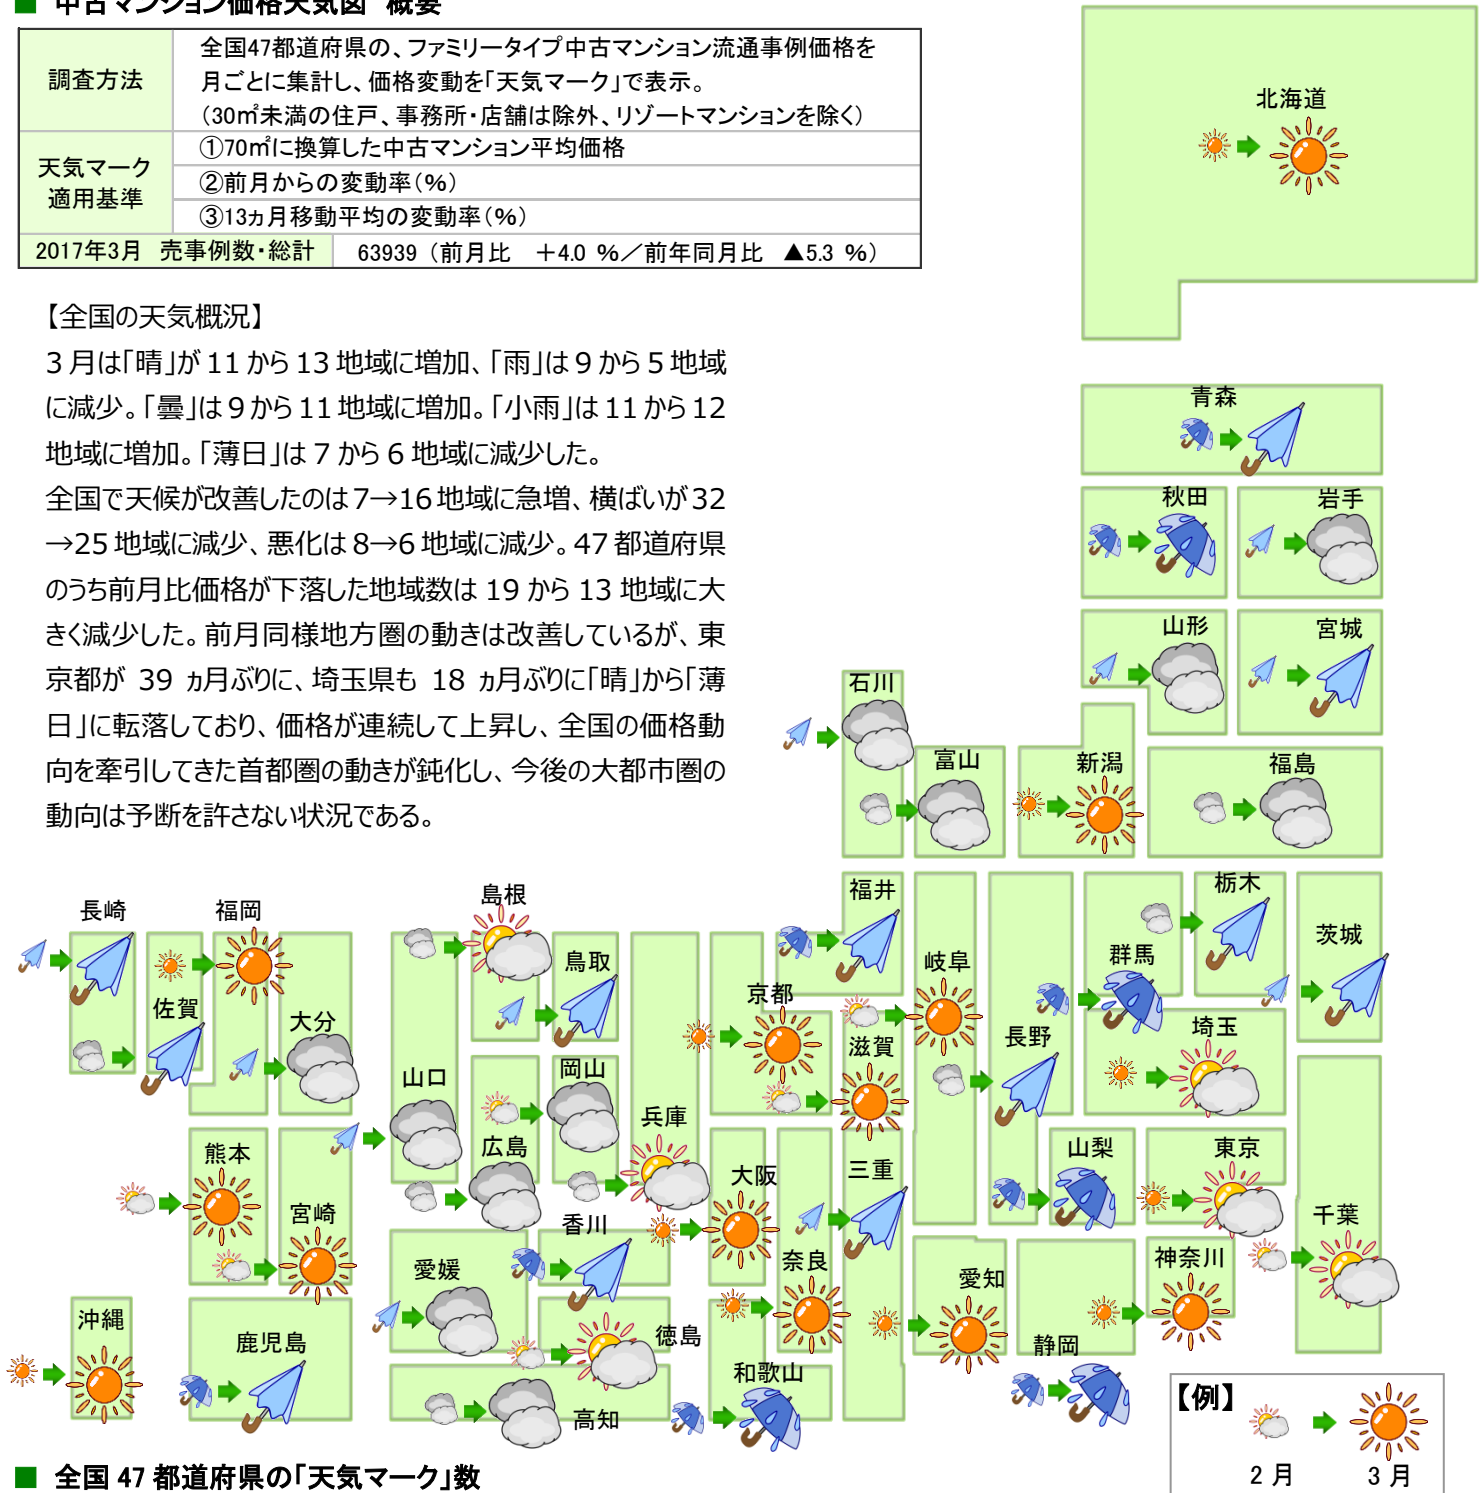 ■ 中古マンション価格天気図 概要
調査方法
全国47都道府県の、ファミリータイプ中古マンション流通事例価格を
月ごとに集計し、価格変動を「天気マーク」で表示。
（30㎡未満の住戸、事務所・店舗は除外、リゾートマンションを除く）
天気マーク
適用基準
①70㎡に換算した中古マンション平均価格
②前月からの変動率（％）
③13ヵ月移動平均の変動率（％）
2017年3月 売事例数・総計
63939（前月比 ＋4.0 ％／前年同月比 ▲5.3 ％）
【全国の天気概況】
3 月は「晴」が 11 から 13 地域に増加、「雨」は 9 から 5 地域
に減少。「曇」は 9 から 11 地域に増加。「小雨」は 11 から 12
地域に増加。「薄日」は 7 から 6 地域に減少した。
全国で天候が改善したのは 7→16 地域に急増、横ばいが 32
→25 地域に減少、悪化は 8→6 地域に減少。47 都道府県
のうち前月比価格が下落した地域数は 19 から 13 地域に大
きく減少した。前月同様地方圏の動きは改善しているが、東
京都が 39 ヵ月ぶりに、埼玉県も 18 ヵ月ぶりに「晴」から「薄
日」に転落しており、価格が連続して上昇し、全国の価格動
向を牽引してきた首都圏の動きが鈍化し、今後の大都市圏の
動向は予断を許さない状況である。
北海道
青森
秋田
岩手
山形
宮城
石川
富山
新潟
福島
福井
栃木
島根
長崎
福岡
茨城
群馬
岐阜
鳥取
京都
佐賀
大分
埼玉
長野
滋賀
岡山
山口
兵庫
広島
山梨
東京
熊本
大阪
三重
宮崎
香川
千葉
奈良
神奈川
愛媛
愛知
沖縄
徳島
鹿児島
静岡
和歌山
高知
【例】
2 月
3 月
■ 全国 47 都道府県の「天気マーク」数